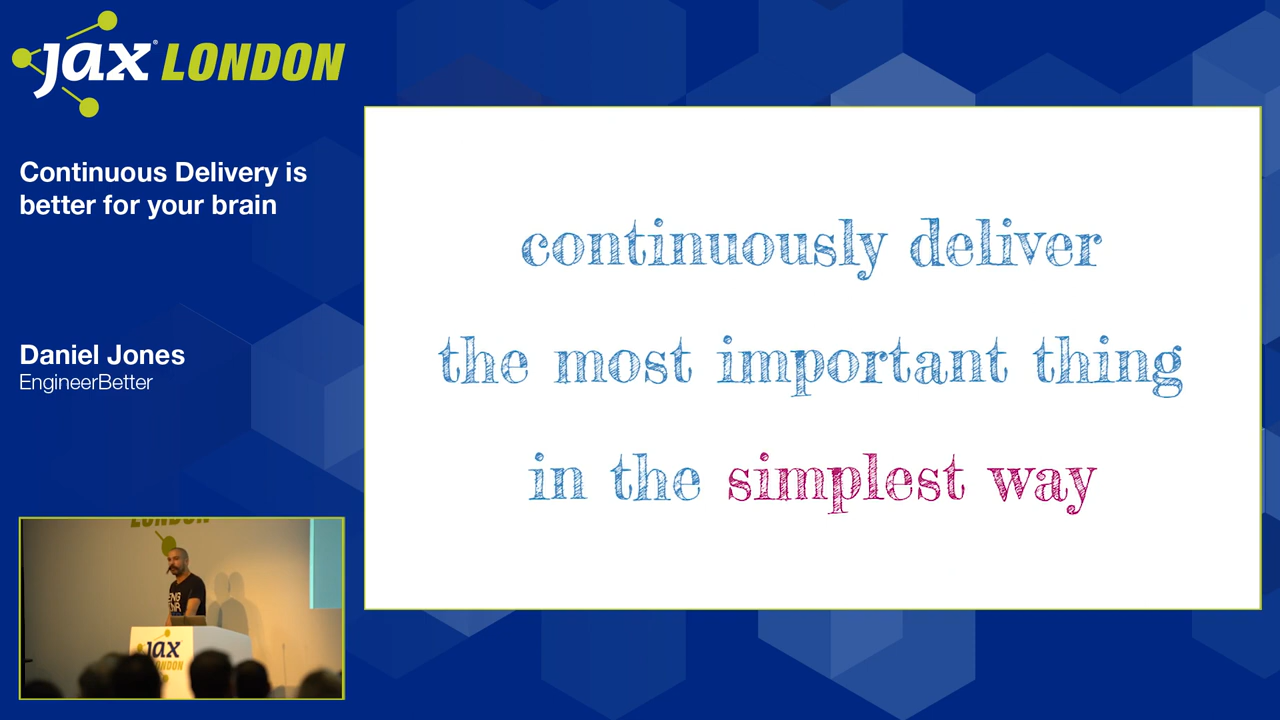 jax® LONDON
Continuous Delivery is
better for your brain
Daniel Jones
EngineerBetter
continuously deliver
the most important thing
in the simplest way
LONDON
ENG
jax
LONDON